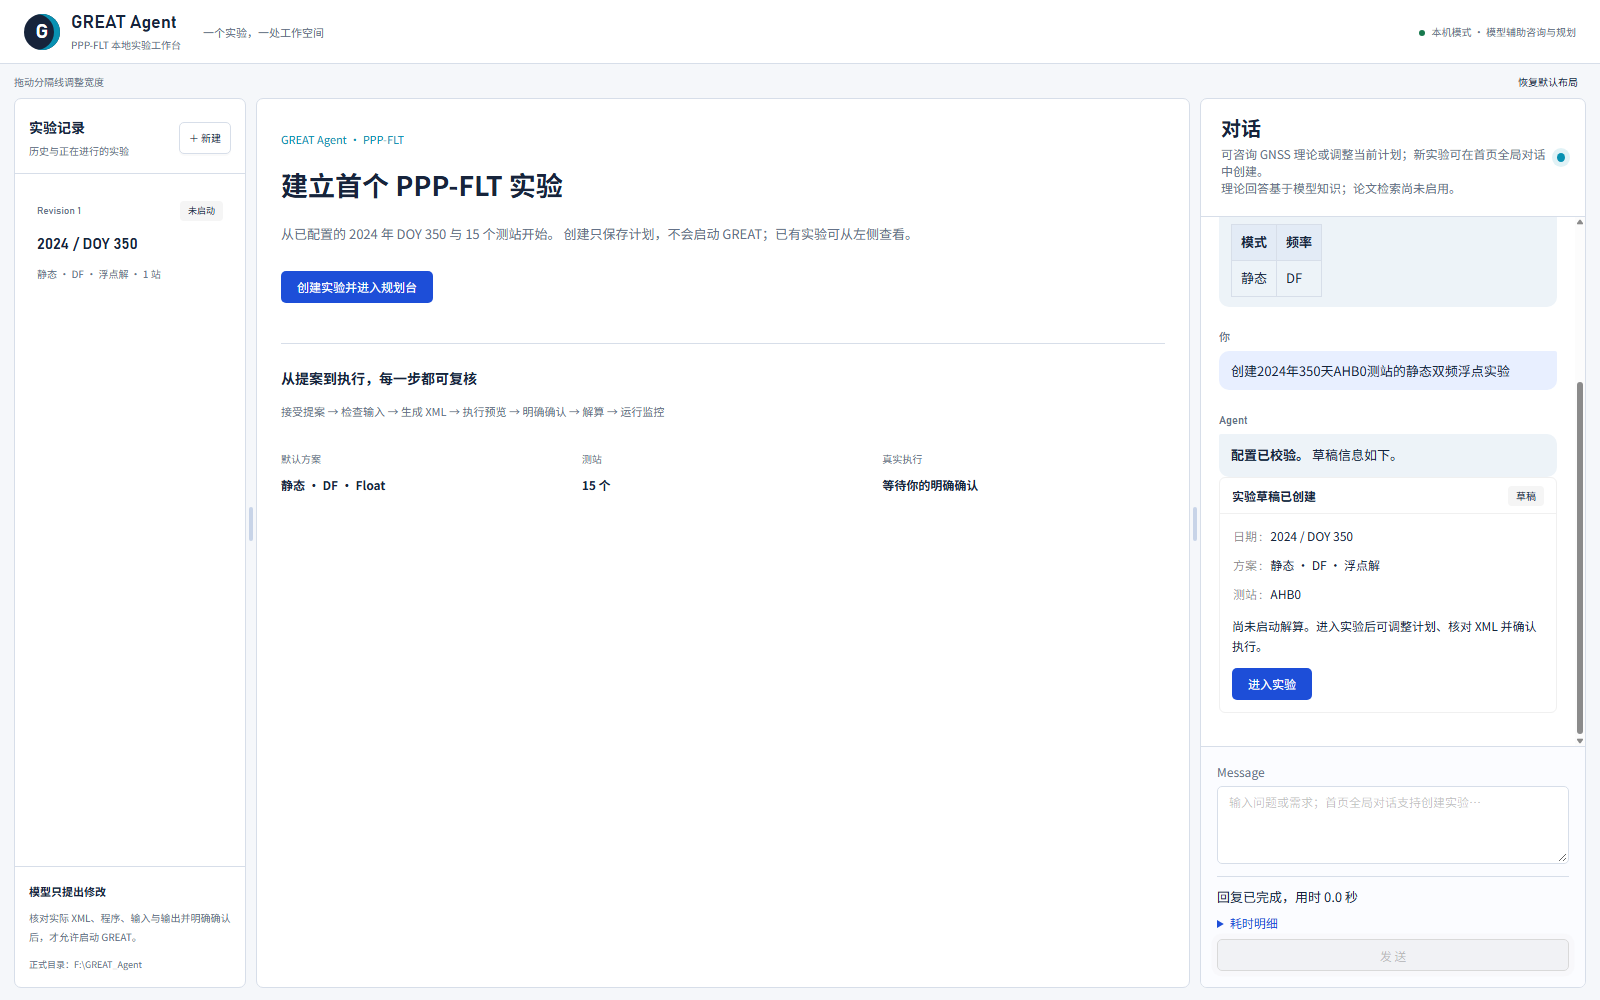 G
GREAT Agent
PPP-FLT 本地实验工作台
一个实验，一处工作空间
本机模式 · 模型辅助咨询与规划
拖动分隔线调整宽度
恢复默认布局
实验记录
历史与正在进行的实验
＋ 新建
Revision 1
未启动
2024 / DOY 350
静态 · DF · 浮点解 · 1 站
模型只提出修改
核对实际 XML、程序、输入与输出并明确确认
后，才允许启动 GREAT。
正式目录：F:\GREAT_Agent
GREAT Agent · PPP-FLT
建立首个 PPP-FLT 实验
从已配置的 2024 年 DOY 350 与 15 个测站开始。 创建只保存计划，不会启动 GREAT；已有实验可从左侧查看。
创建实验并进入规划台
从提案到执行，每一步都可复核
接受提案 → 检查输入 → 生成 XML → 执行预览 → 明确确认 → 解算 → 运行监控
默认方案
静态 · DF · Float
测站
15 个
真实执行
等待你的明确确认
对话
可咨询 GNSS 理论或调整当前计划；新实验可在首页全局对话
中创建。
理论回答基于模型知识；论文检索尚未启用。
模式 频率
静态 DF
你
创建2024年350天AHB0测站的静态双频浮点实验
Agent
配置已校验。 草稿信息如下。
实验草稿已创建
草稿
日期： 2024 / DOY 350
方案： 静态 · DF · 浮点解
测站： AHB0
尚未启动解算。进入实验后可调整计划、核对 XML 并确认
执行。
进入实验
Message
输入问题或需求；首页全局对话支持创建实验…
回复已完成，用时 0.0 秒
▶ 耗时明细
发 送